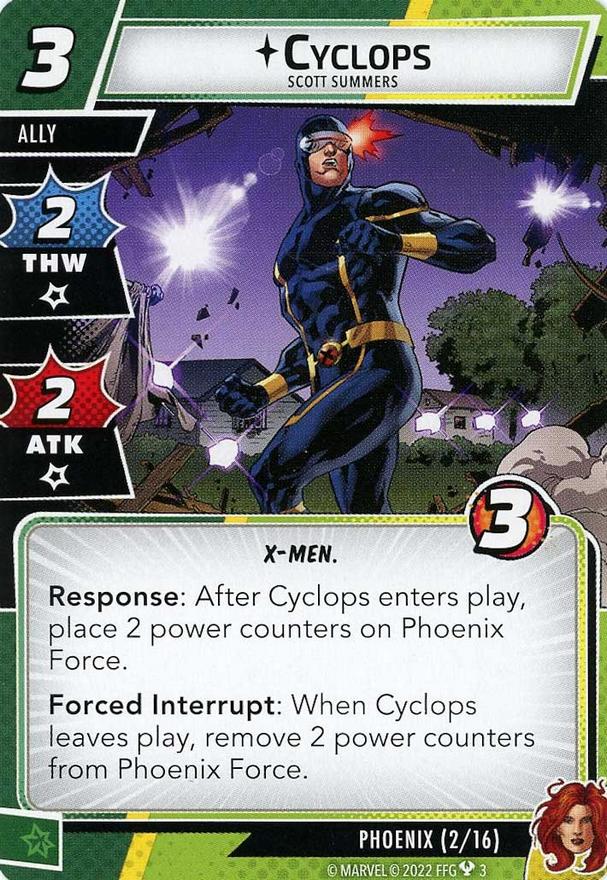 3
CYCLOPS
SCOTT SUMMERS
ALLY
2
THW
2
ATK
3
X-MEN.
Response: After Cyclops enters play,
place 2 power counters on Phoenix
Force.
Forced Interrupt: When Cyclops
leaves play, remove 2 power counters
from Phoenix Force.
PHOENIX (2/16)
© MARVEL © 2022 FFG 3